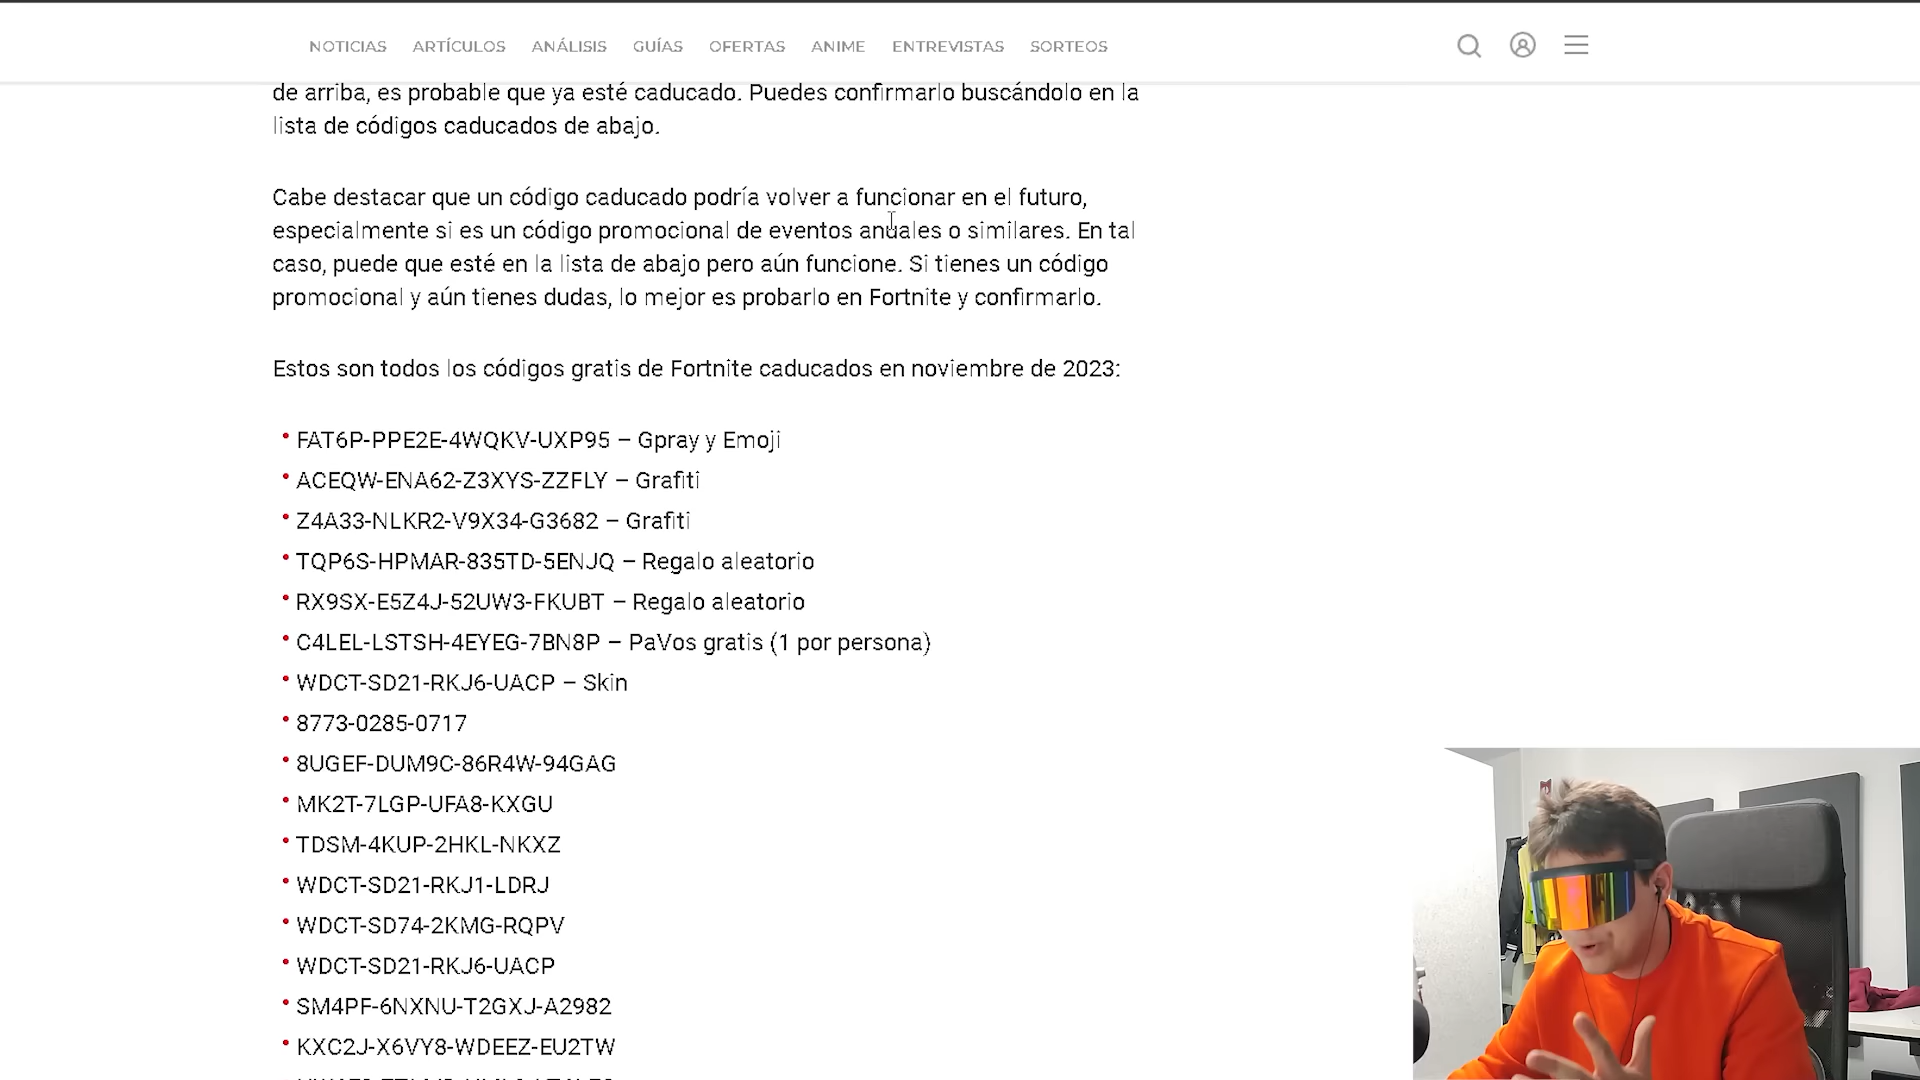 NOTICIAS ARTÍCULOS ANÁLISIS GUÍAS OFERTAS ANIME ENTREVISTAS SORTEOS
de arriba, es probable que ya esté caducado. Puedes confirmarlo buscándolo en la
lista de códigos caducados de abajo.
Cabe destacar que un código caducado podría volver a funcionar en el futuro,
especialmente si es un código promocional de eventos anuales o similares. En tal
caso, puede que esté en la lista de abajo pero aún funcione. Si tienes un código
promocional y aún tienes dudas, lo mejor es probarlo en Fortnite y confirmarlo.
Estos son todos los códigos gratis de Fortnite caducados en noviembre de 2023:
• FAT6P-PPE2E-4WQKV-UXP95 – Gpray y Emoji
• ACEQW-ENA62-Z3XYS-ZZFLY – Grafiti
• Z4A33-NLKR2-V9X34-G3682 – Grafiti
• TQP6S-HPMAR-835TD-5ENJQ – Regalo aleatorio
• RX9SX-E5Z4J-52UW3-FKUBT – Regalo aleatorio
• C4LEL-LSTSH-4EYEG-7BN8P – PaVos gratis (1 por persona)
• WDCT-SD21-RKJ6-UACP – Skin
• 8773-0285-0717
• 8UGEF-DUM9C-86R4W-94GAG
• MK2T-7LGP-UFA8-KXGU
• TDSM-4KUP-2HKL-NKXZ
• WDCT-SD21-RKJ1-LDRJ
• WDCT-SD74-2KMG-RQPV
• WDCT-SD21-RKJ6-UACP
• SM4PF-6NXNU-T2GXJ-A2982
• KXC2J-X6VY8-WDEEZ-EU2TW